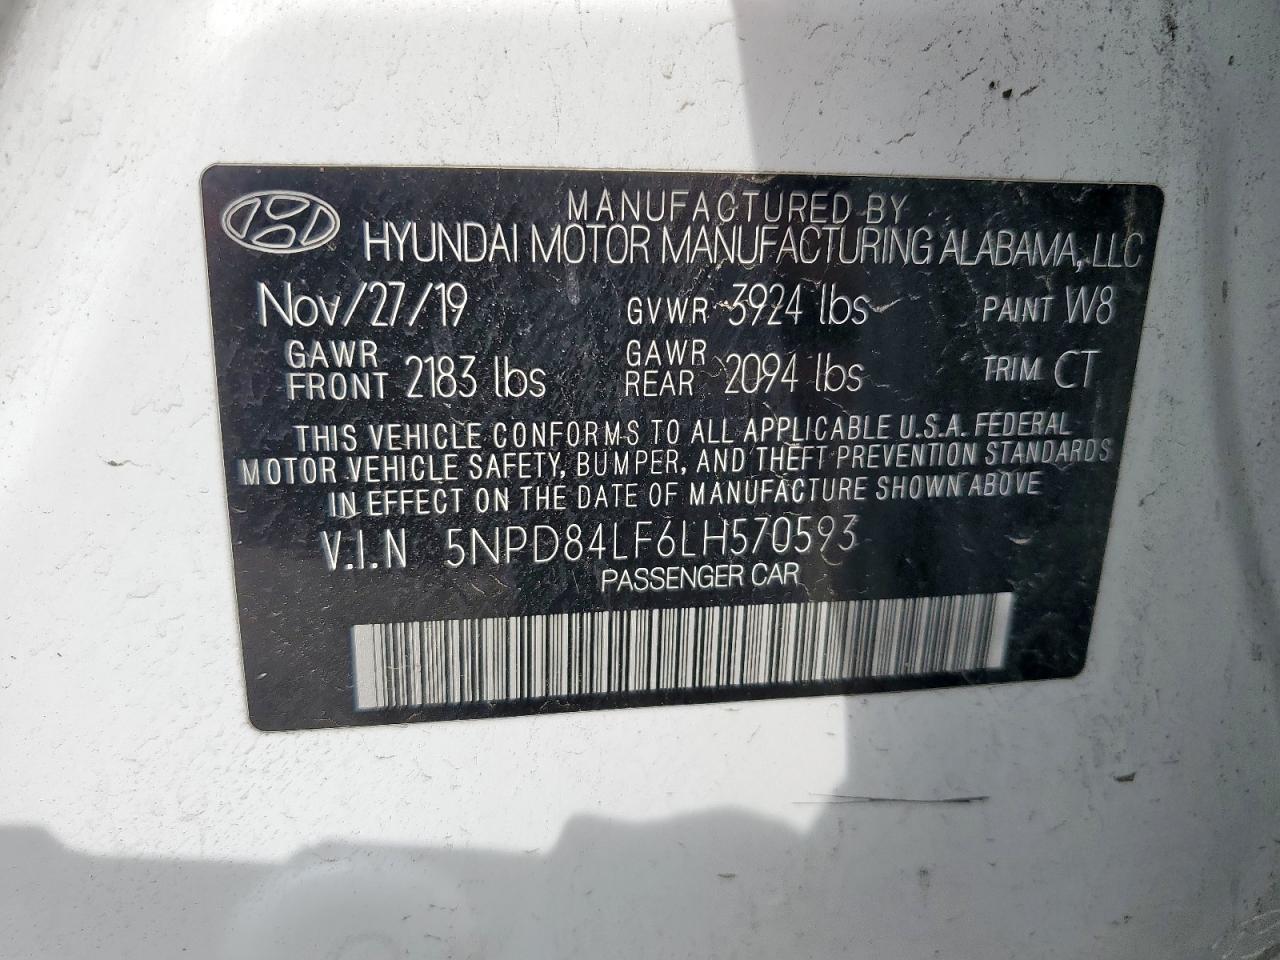 MANUFACTURED BY
HYUNDAI MOTOR MANUFACTURING ALABAMA, LLC
NOV/27/19 GVWR 3924 lbs PAINT W8
GAWR FRONT 2183 lbs GAWR REAR 2094 lbs TRIM CT
THIS VEHICLE CONFORMS TO ALL APPLICABLE U.S.A. FEDERAL
MOTOR VEHICLE SAFETY, BUMPER, AND THEFT PREVENTION STANDARDS
IN EFFECT ON THE DATE OF MANUFACTURE SHOWN ABOVE
V.I.N 5NPD84LF6LH570593
PASSENGER CAR